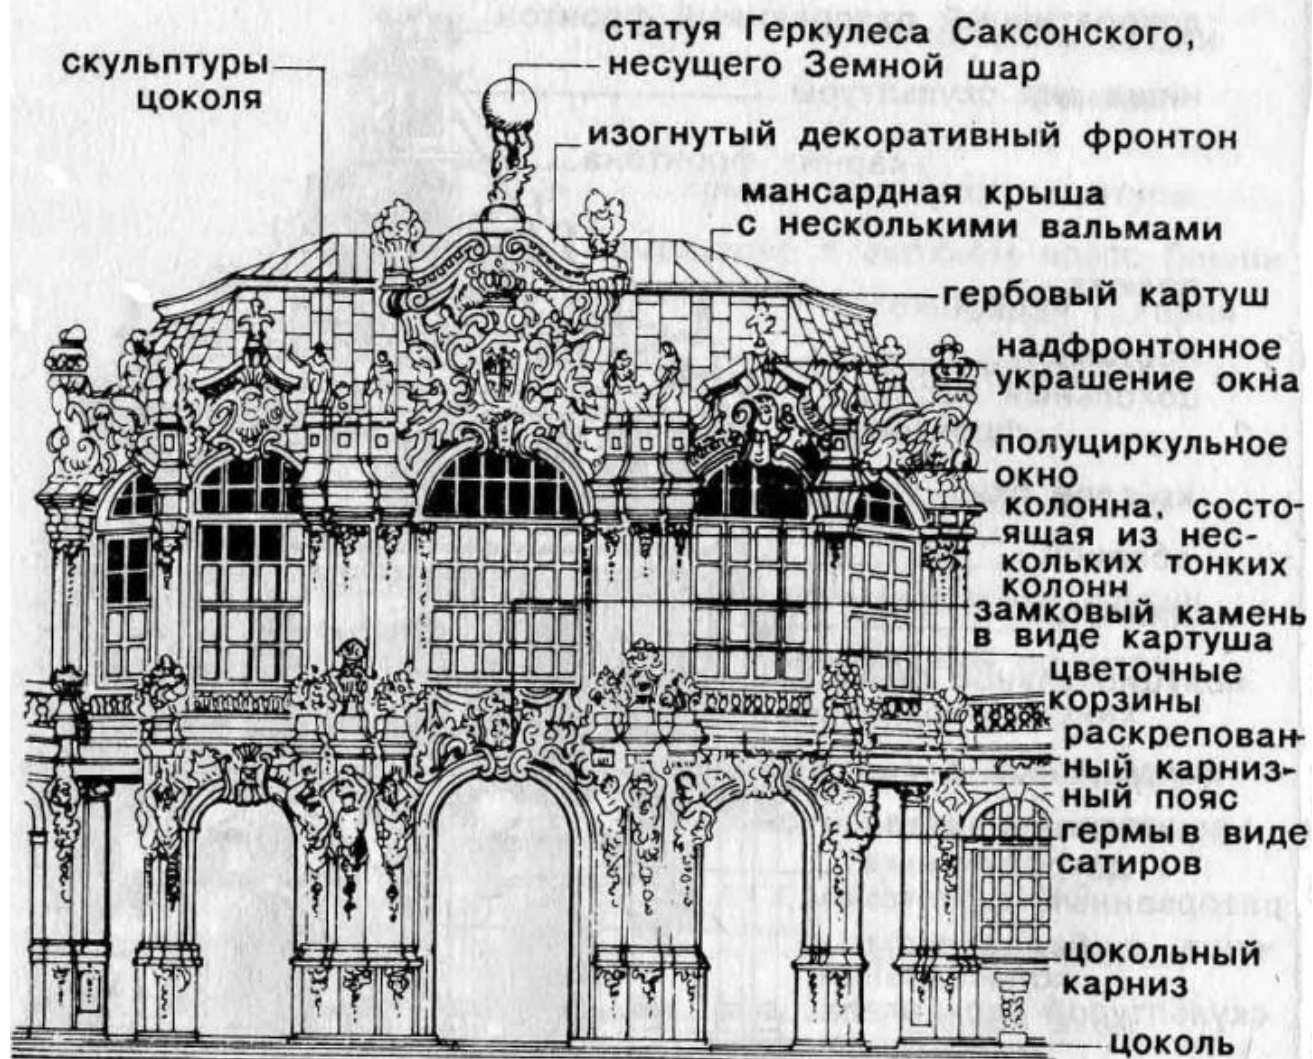 скульптуры
цоколя
статуя Геркулеса Саксонского,
несущего Земной шар
изогнутый декоративный фронтон
мансардная крыша
с несколькими вальмами
гербовый картуш
надфронтонное
украшение окна
полуциркульное
окно
колонна, состо-
ящая из нес-
кольких тонких
колонн
замковый камень
в виде картуша
цветочные
корзины
раскрепован-
ный карниз-
ный пояс
гермы в виде
сатиров
цокольный
карниз
цоколь